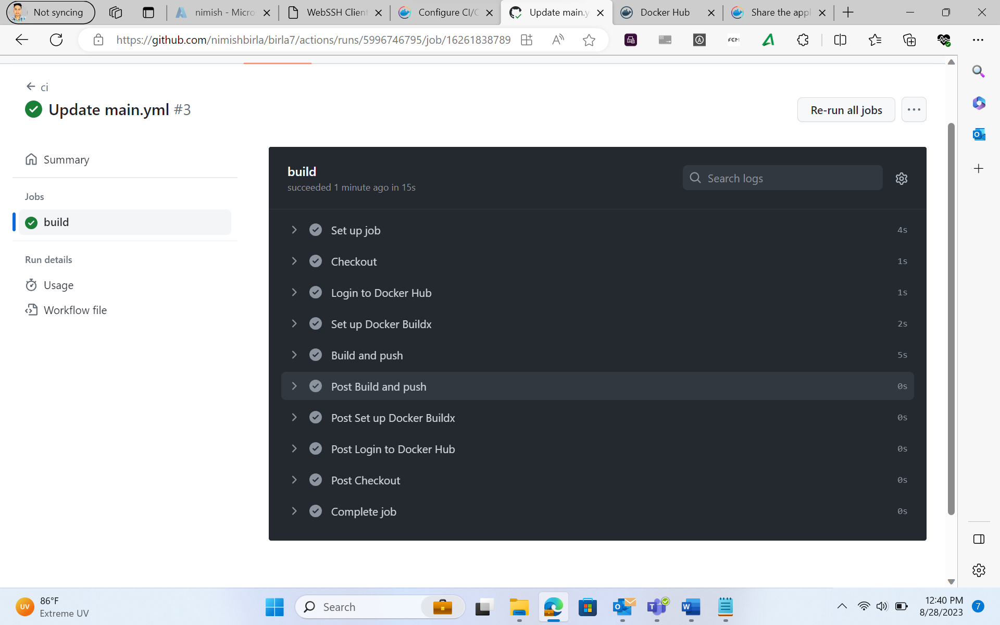 Not syncing
nimish - Micro
WebSSH Client
Configure CI/C
Update main.y
Docker Hub
Share the appl
https://github.com/nimishbirla/birla7/actions/runs/5996746795/job/16261838789
FCM
ci
Update main.yml #3
Re-run all jobs
Summary
Jobs
build
Run details
Usage
Workflow file
build
succeeded 1 minute ago in 15s
Search logs
Set up job 4s
Checkout 1s
Login to Docker Hub 1s
Set up Docker Buildx 2s
Build and push 5s
Post Build and push 0s
Post Set up Docker Buildx 0s
Post Login to Docker Hub 0s
Post Checkout 0s
Complete job 0s
UV
86°F
Extreme UV
Search
12:40 PM
8/28/2023
7